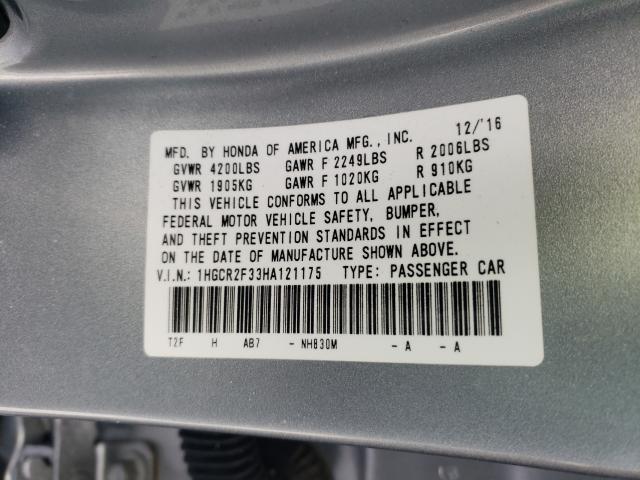 MFD. BY HONDA OF AMERICA MFG., INC. 12/'16
GVWR 4200LBS GAWR F 2249LBS R 2006LBS
GVWR 1905KG GAWR F 1020KG R 910KG
THIS VEHICLE CONFORMS TO ALL APPLICABLE
FEDERAL MOTOR VEHICLE SAFETY, BUMPER,
AND THEFT PREVENTION STANDARDS IN EFFECT
ON THE DATE OF MANUFACTURE SHOWN ABOVE.
V.I.N.: 1HGCR2F33HA121175 TYPE: PASSENGER CAR
T2F H AB7 - NH830M - A - A